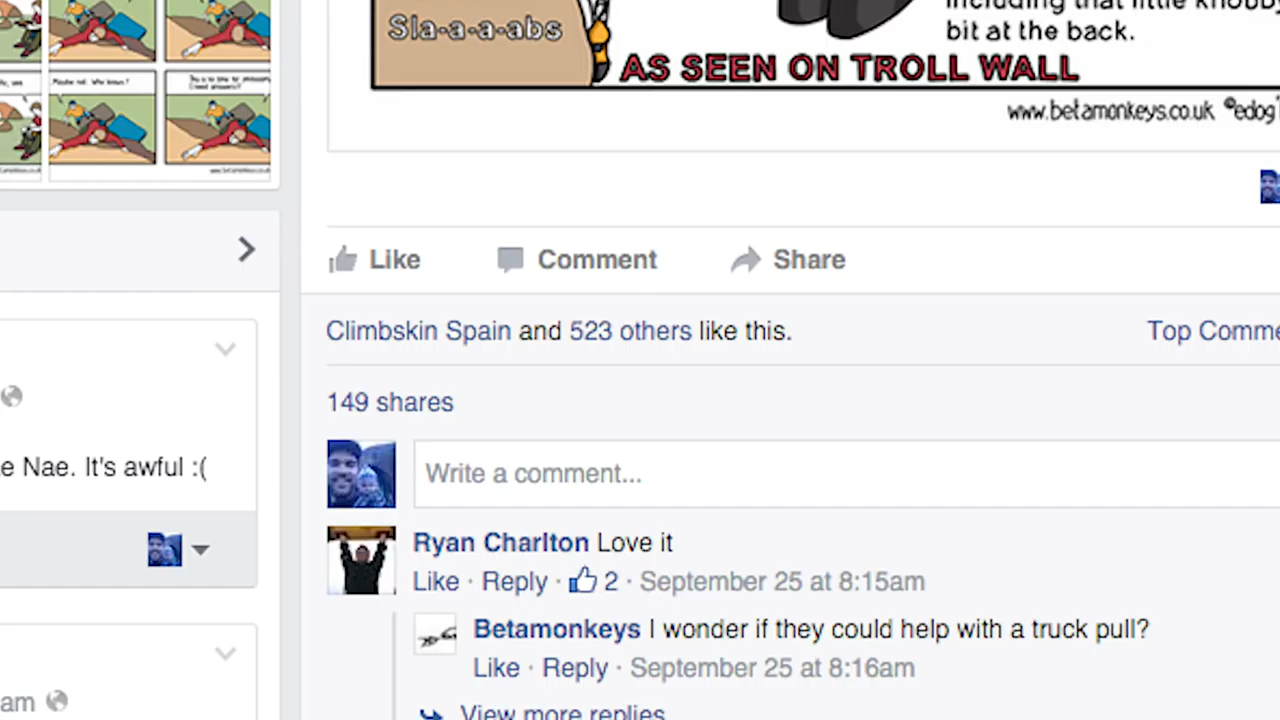 Sla-a-a-abs
bit at the back.
AS SEEN ON TROLL WALL
www.betamonkeys.co.uk ©edog
Like Comment Share
Climbskin Spain and 523 others like this.
Top Comme
149 shares
e Nae. It's awful :(
Write a comment...
Ryan Charlton Love it
Like · Reply · 2 · September 25 at 8:15am
Betamonkeys I wonder if they could help with a truck pull?
Like · Reply · September 25 at 8:16am
am
View more replies